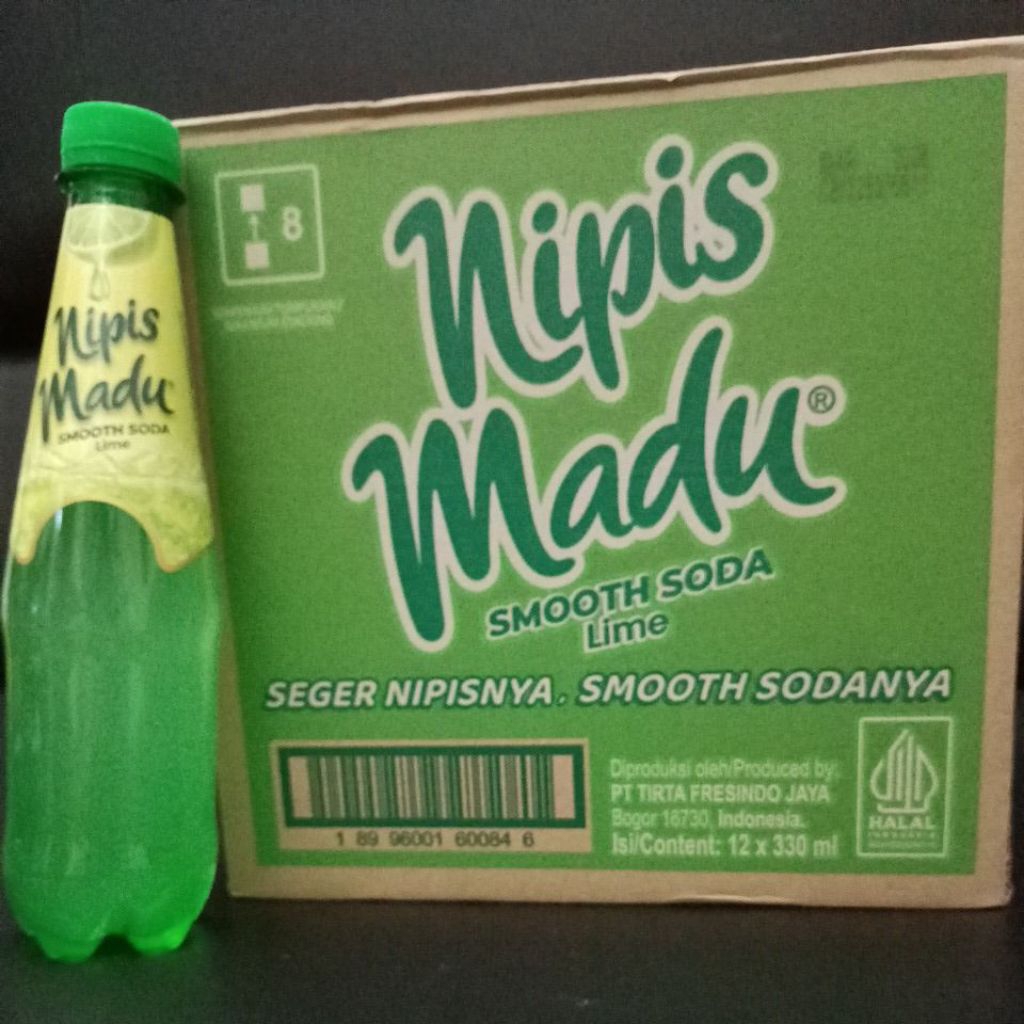 Nipis
Madu
SMOOTH SODA
Lime
8
Nipis
Madu®
SMOOTH SODA
Lime
SEGER NIPISNYA. SMOOTH SODANYA
1 89 96001 60084 6
Diproduksi oleh/Produced by:
PT TIRTA FRESINDO JAYA
Bogor 16730, Indonesia.
Isi/Content: 12 x 330 ml
HALAL
INDONESIA